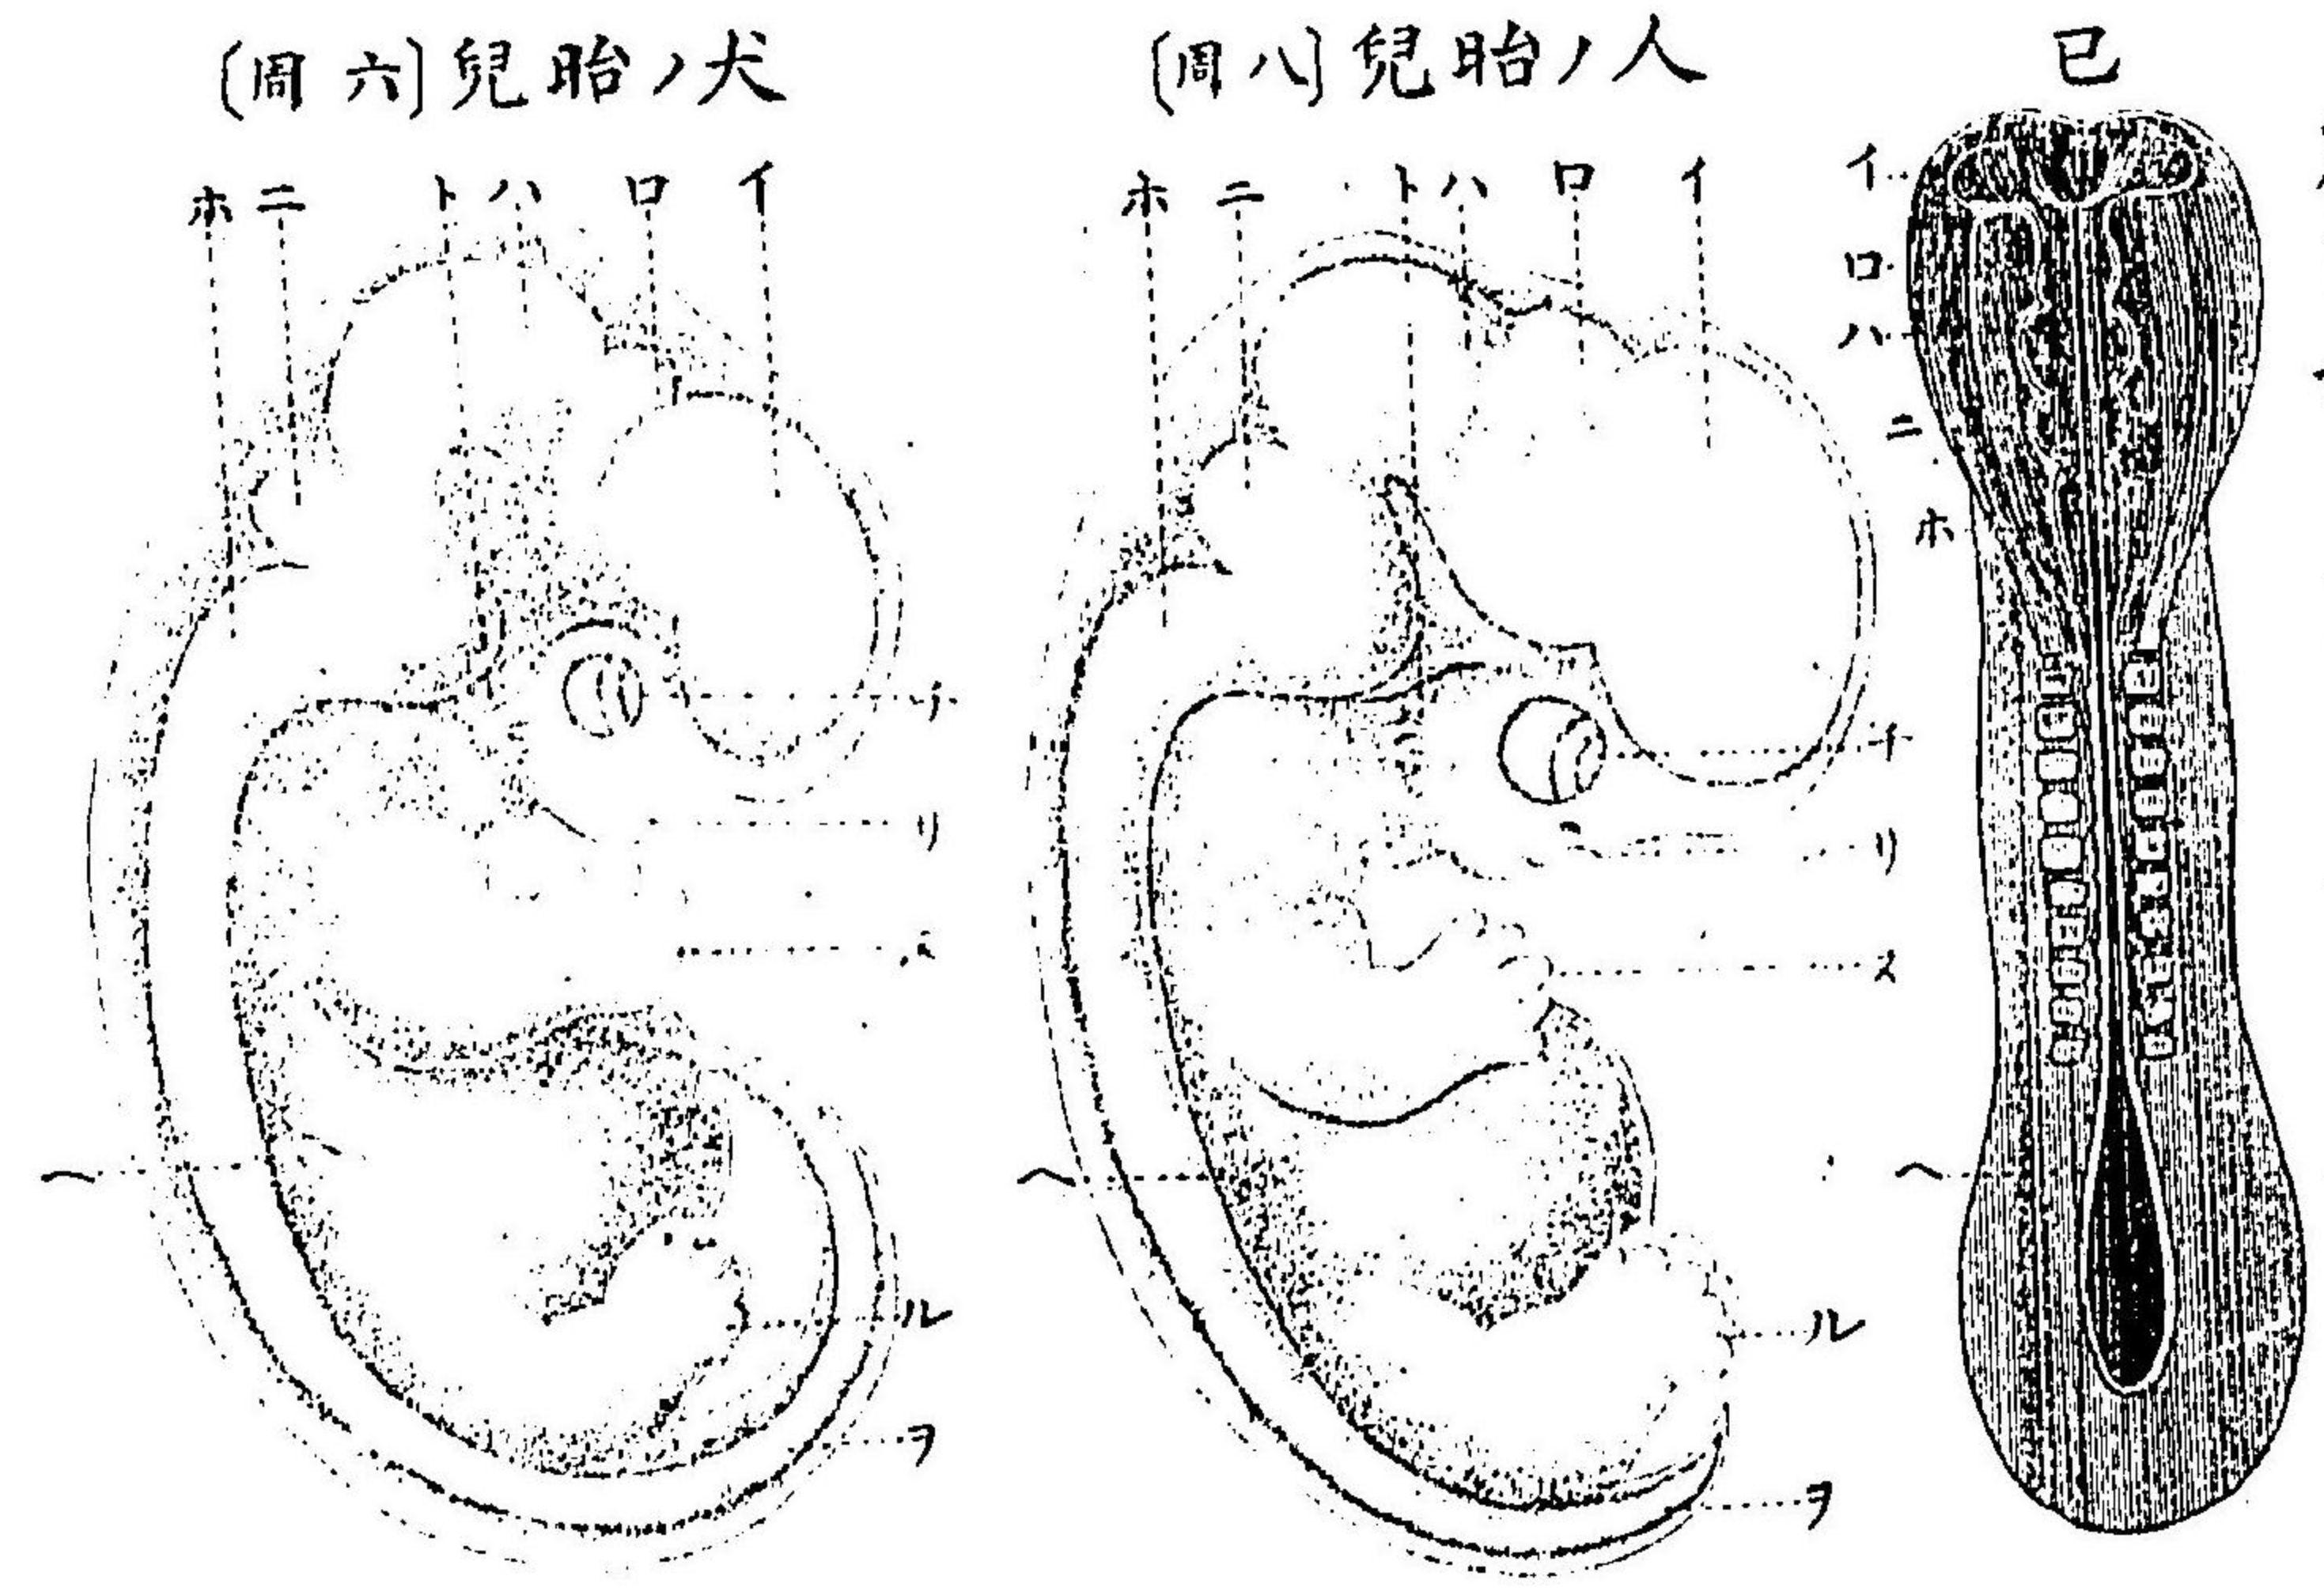 己
イ
ロ
ハ
ニ
ホ
ヘ
人ノ胎兒〔八周〕
イ ロ ハ ト ニ ホ
チ
リ
ヌ
ヘ
ル
ヲ
犬ノ胎兒〔六周〕
イ ロ ハ ト ニ ホ
チ
リ
ヌ
ヘ
ル
ヲ